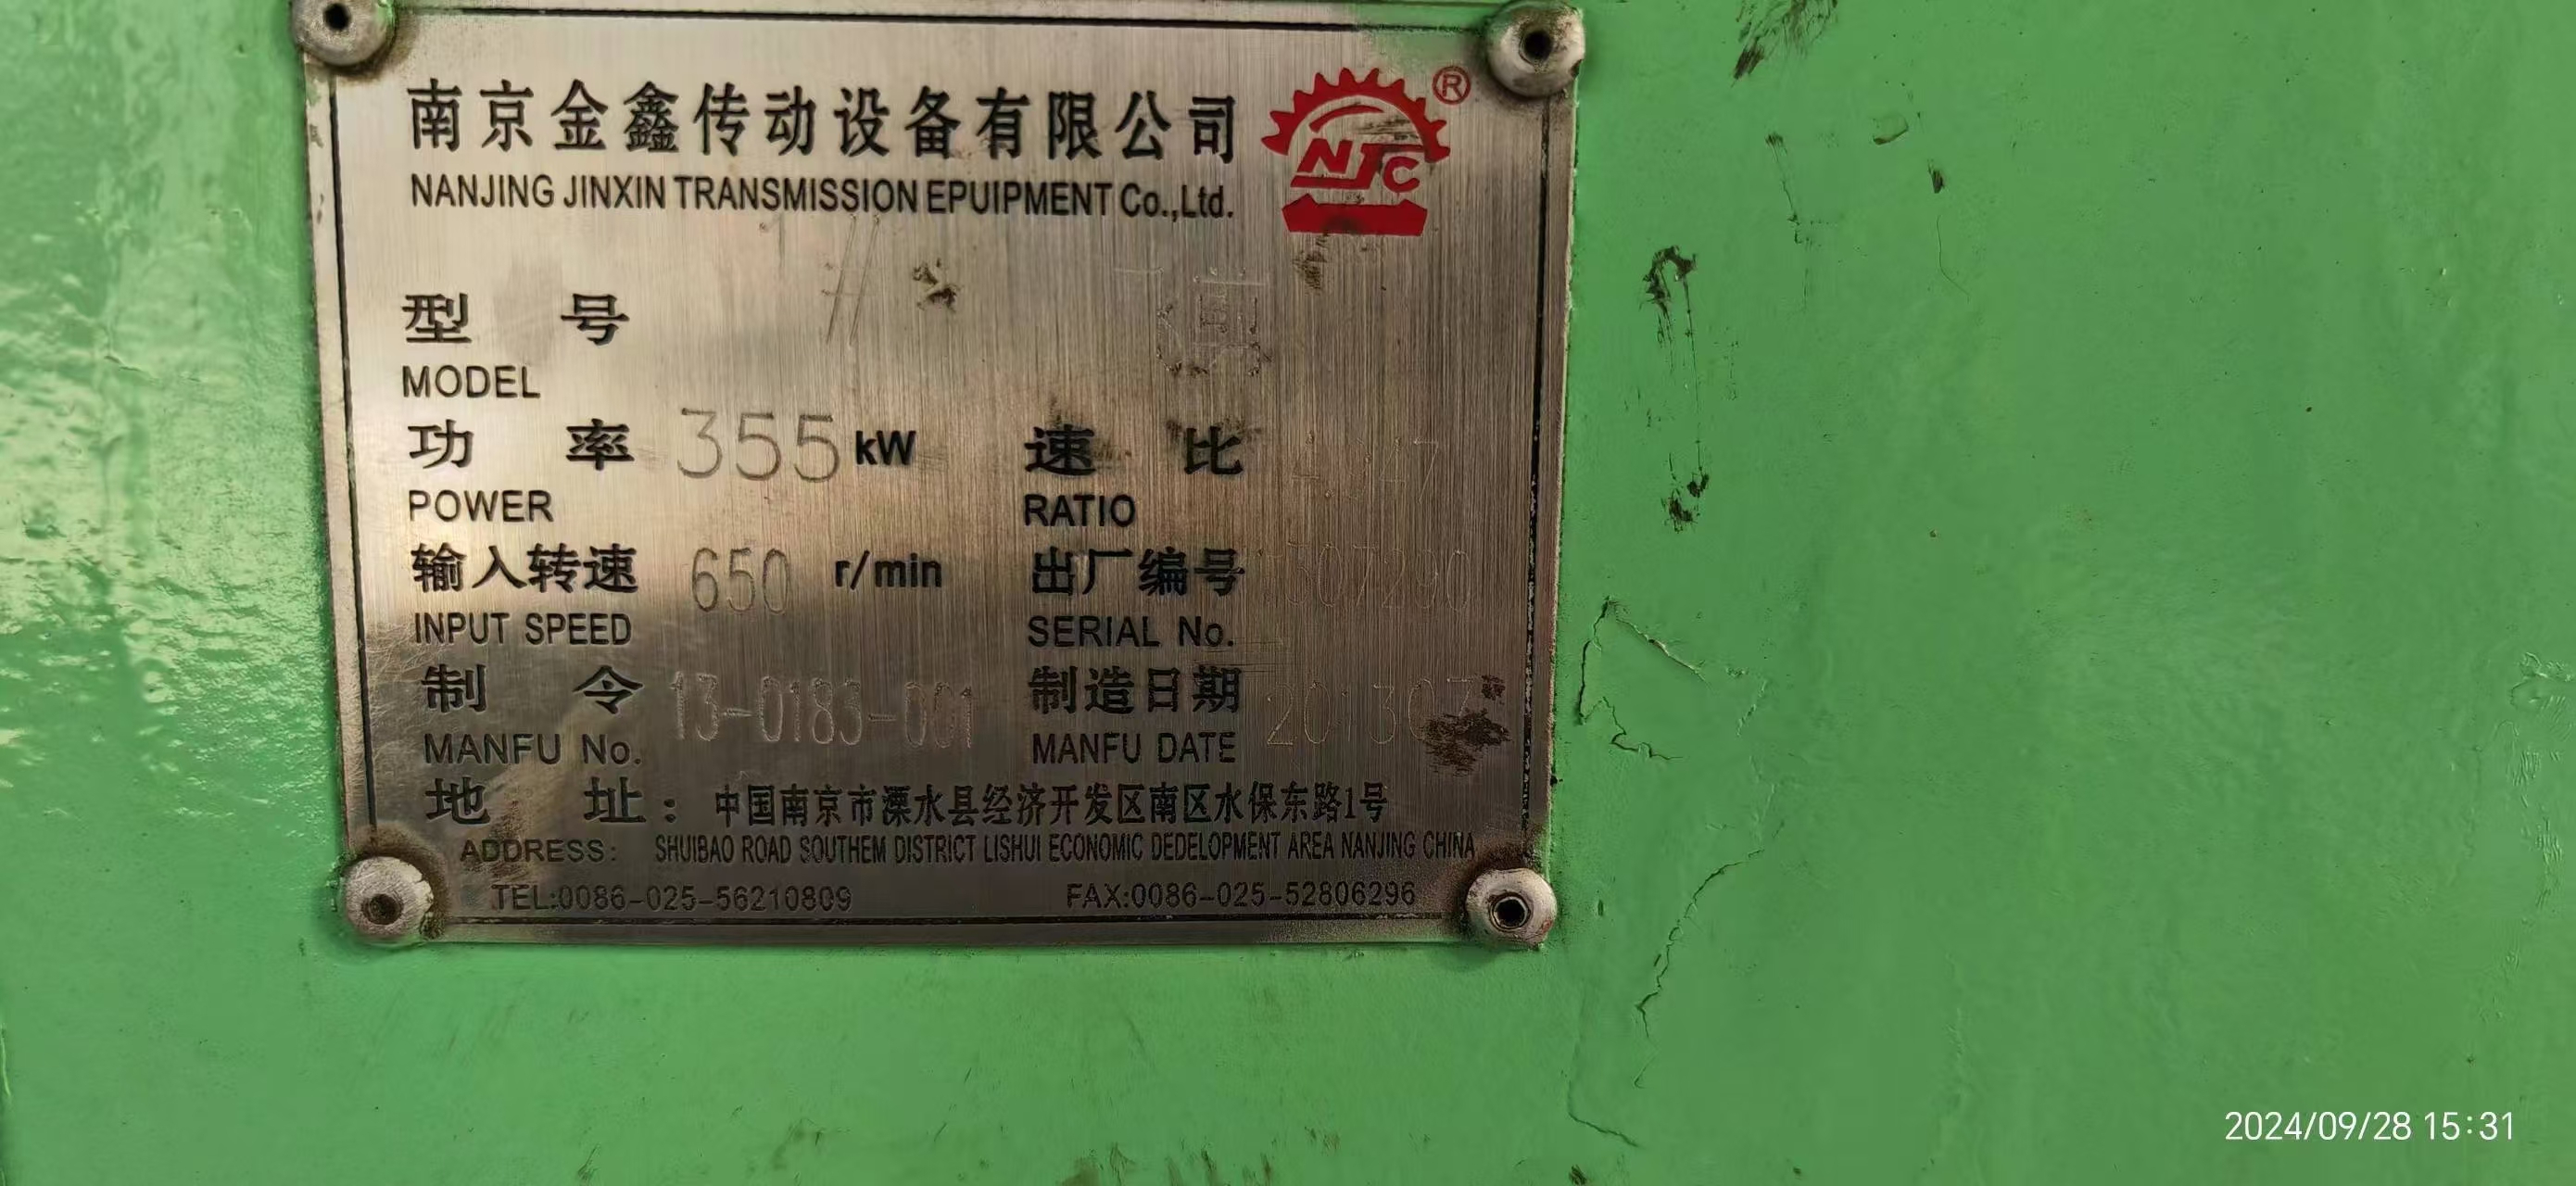 南京金鑫传动设备有限公司 NJC ®
NANJING JINXIN TRANSMISSION EPUIPMENT Co.,Ltd.
型 号
MODEL
功 率 355 kW 速 比
POWER RATIO
输入转速 650 r/min 出厂编号
INPUT SPEED SERIAL No.
制 令 13-0183-001 制造日期 201307
MANFU No. MANFU DATE
地 址：中国南京市溧水县经济开发区南区水保东路1号
ADDRESS: SHUIBAO ROAD SOUTHEM DISTRICT LISHUI ECONOMIC DEDELOPMENT AREA NANJING CHINA
TEL:0086-025-56210809 FAX:0086-025-52806296
2024/09/28 15:31